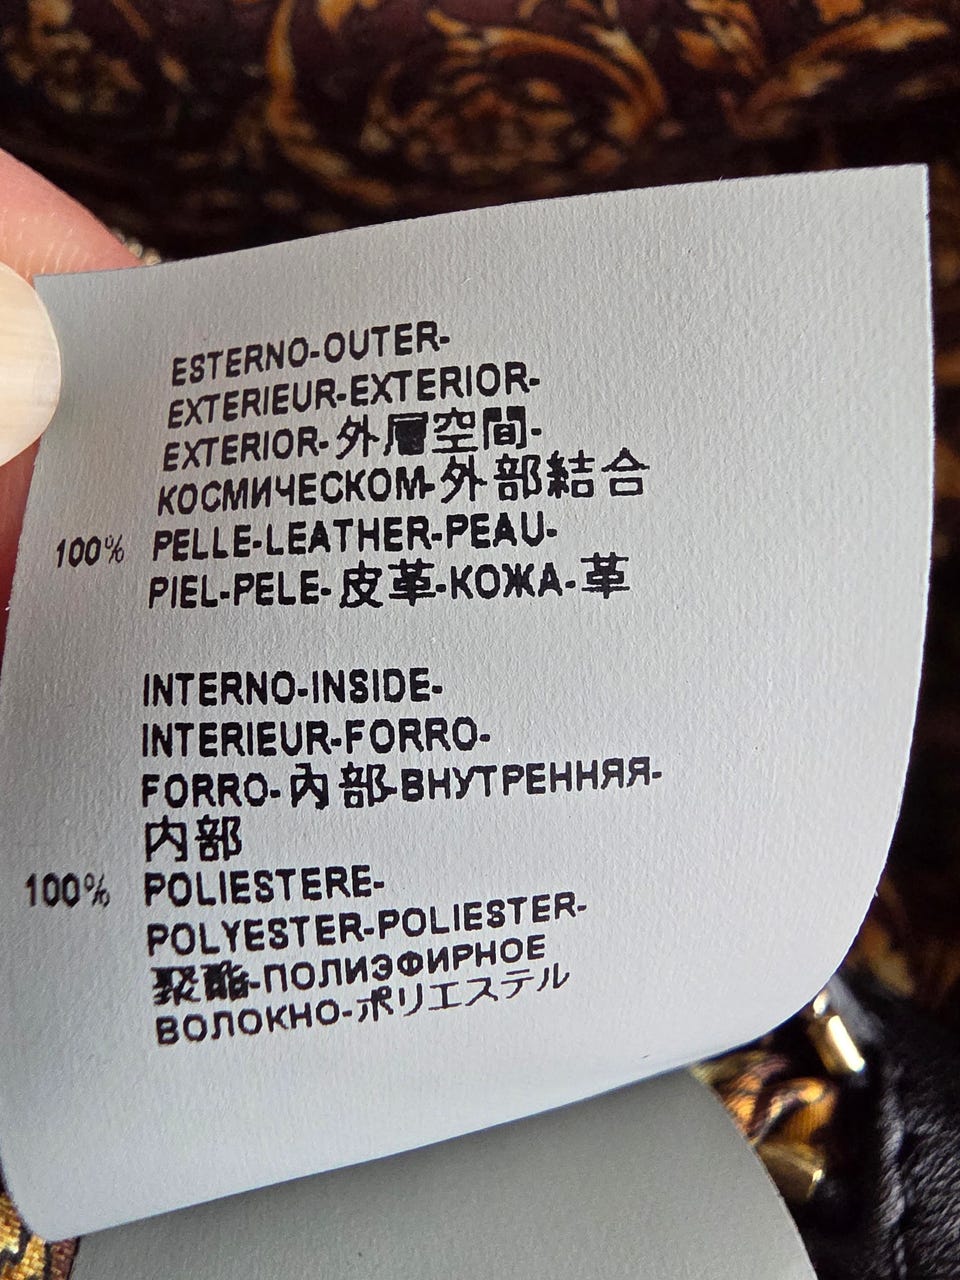 ESTERNO-OUTER-
EXTERIEUR-EXTERIOR-
EXTERIOR-外層空間-
КОСМИЧЕСКОМ-外部結合
100% PELLE-LEATHER-PEAU-
PIEL-PELE-皮革-КОЖА-革
INTERNO-INSIDE-
INTERIEUR-FORRO-
FORRO-內部-ВНУТРЕННЯЯ-
内部
100% POLIESTERE-
POLYESTER-POLIESTER-
聚酯-ПОЛИЭФИРНОЕ
ВОЛОКНО-ポリエステル